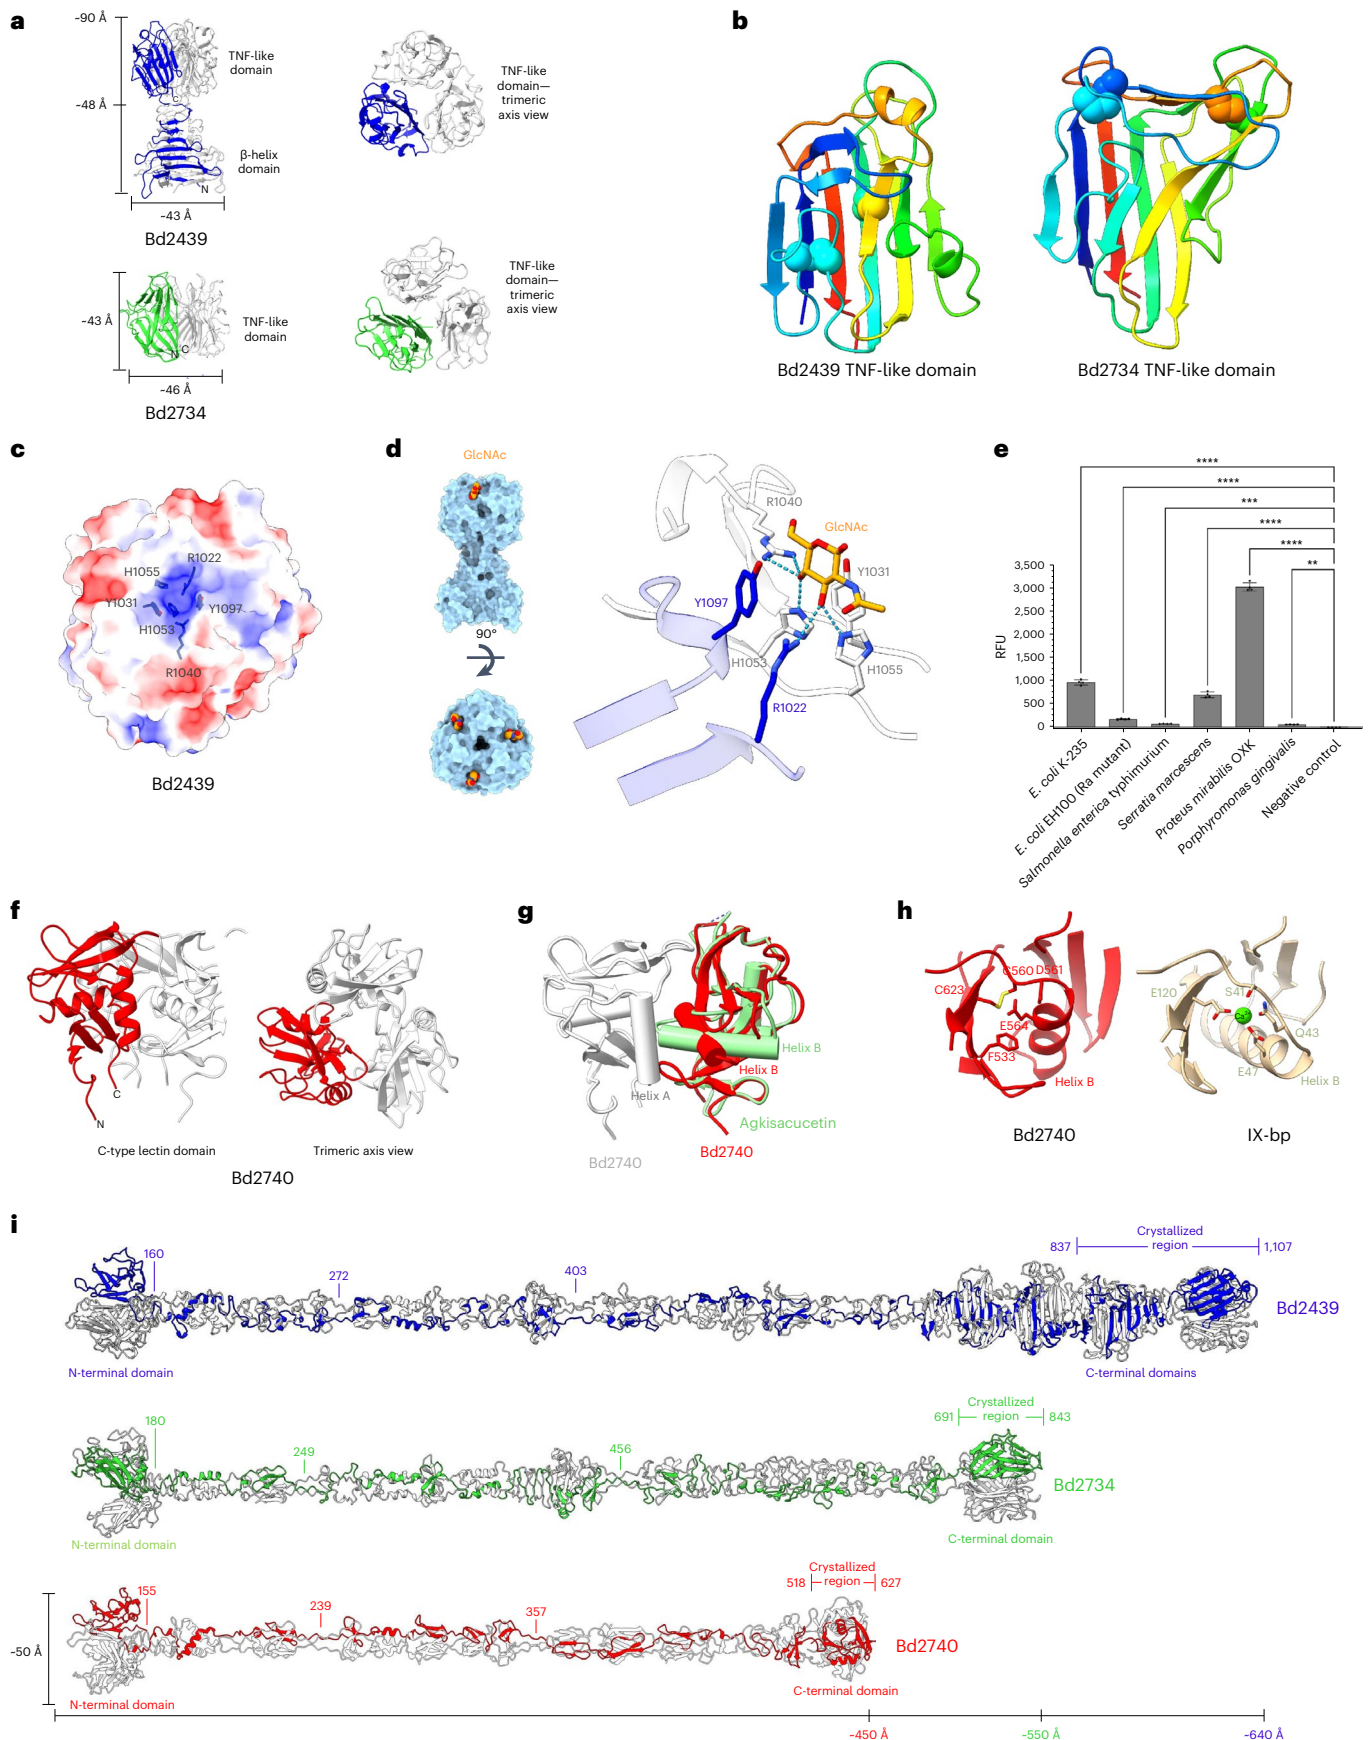 a
~90 Å
~48 Å
TNF-like
domain
C
β-helix
domain
N
~43 Å
Bd2439
TNF-like
domain—
trimeric
axis view
~43 Å
TNF-like
domain
N
C
~46 Å
Bd2734
TNF-like
domain—
trimeric
axis view
b
Bd2439 TNF-like domain
Bd2734 TNF-like domain
c
R1022
H1055
Y1031
Y1097
H1053
R1040
Bd2439
d
GlcNAc
90°
R1040
GlcNAc
Y1031
Y1097
H1053
H1055
R1022
e
****
****
***
****
****
**
3,500
3,000
2,500
2,000
1,500
1,000
500
0
RFU
E. coli K-235
E. coli EH100 (Ra mutant)
Salmonella enterica typhimurium
Serratia marcescens
Proteus mirabilis OXK
Porphyromonas gingivalis
Negative control
f
C
N
C-type lectin domain
Trimeric axis view
Bd2740
g
Helix B
Helix B
Helix A
Agkisacucetin
Bd2740
Bd2740
h
C560
D561
C623
E564
F533
Helix B
Bd2740
E120
S41
Ca
Q43
E47
Helix B
IX-bp
i
160
272
403
837
Crystallized
region
1,107
Bd2439
N-terminal domain
C-terminal domains
180
249
456
691
Crystallized
region
843
Bd2734
N-terminal domain
C-terminal domain
155
239
357
518
Crystallized
region
627
~50 Å
Bd2740
N-terminal domain
C-terminal domain
~450 Å
~550 Å
~640 Å